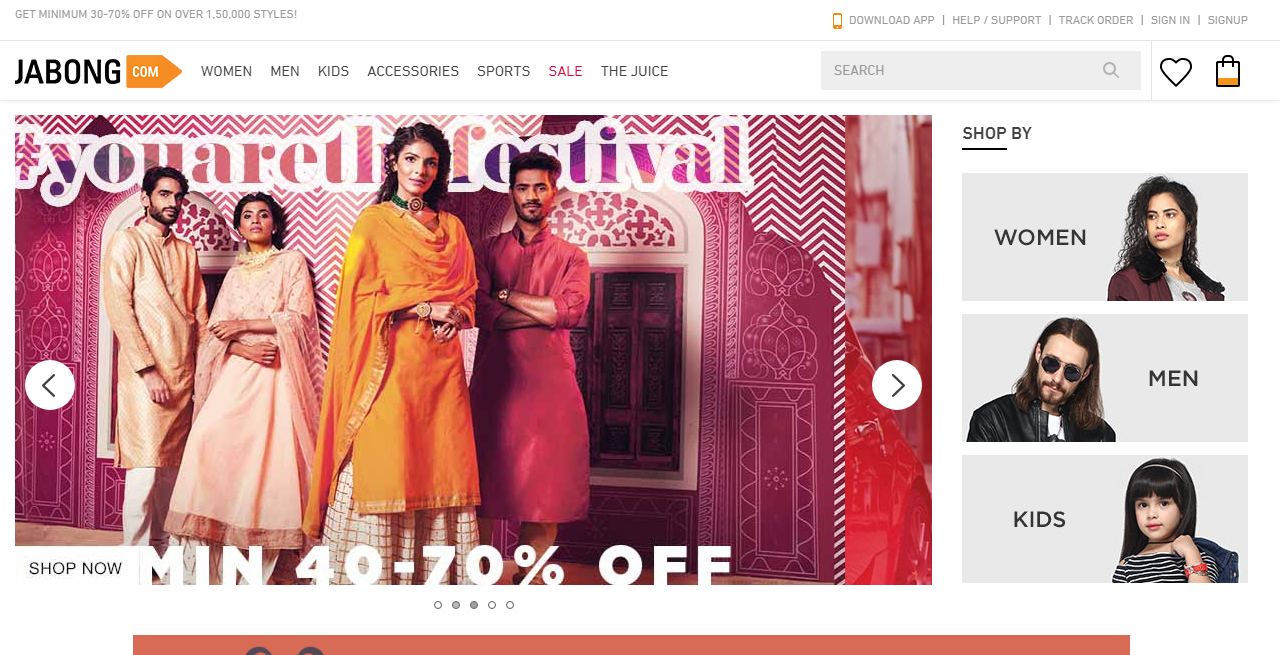 GET MINIMUM 30-70% OFF ON OVER 1,50,000 STYLES!
DOWNLOAD APP | HELP / SUPPORT | TRACK ORDER | SIGN IN | SIGNUP
JABONG COM
WOMEN MEN KIDS ACCESSORIES SPORTS SALE THE JUICE
SEARCH
#youareth festival
SHOP NOW
MIN 40-70% OFF
SHOP BY
WOMEN
MEN
KIDS